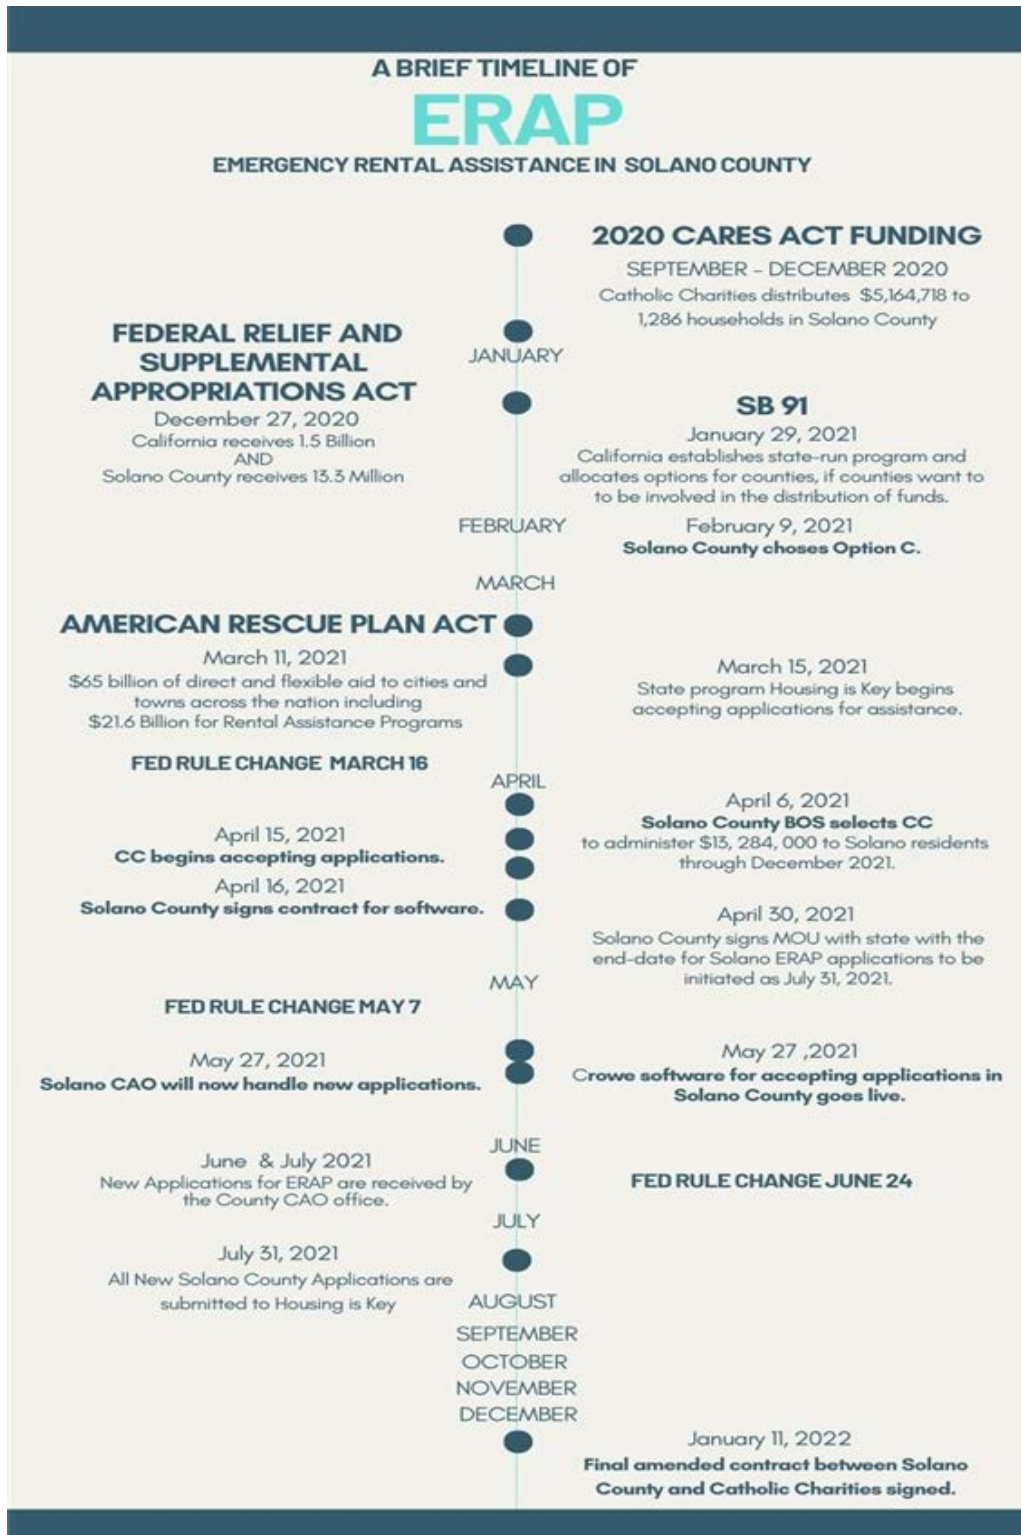 A BRIEF TIMELINE OF
ERAP
EMERGENCY RENTAL ASSISTANCE IN SOLANO COUNTY
2020 CARES ACT FUNDING
SEPTEMBER - DECEMBER 2020
Catholic Charities distributes $5,164,718 to
1,286 households in Solano County
FEDERAL RELIEF AND
SUPPLEMENTAL
APPROPRIATIONS ACT
December 27, 2020
California receives 1.5 Billion
AND
Solano County receives 13.3 Million
JANUARY
SB 91
January 29, 2021
California establishes state-run program and
allocates options for counties, if counties want to
to be involved in the distribution of funds.
FEBRUARY
February 9, 2021
Solano County choses Option C.
MARCH
AMERICAN RESCUE PLAN ACT
March 11, 2021
$65 billion of direct and flexible aid to cities and
towns across the nation including
$21.6 Billion for Rental Assistance Programs
March 15, 2021
State program Housing is Key begins
accepting applications for assistance.
FED RULE CHANGE MARCH 16
APRIL
April 6, 2021
Solano County BOS selects CC
to administer $13, 284, 000 to Solano residents
through December 2021.
April 15, 2021
CC begins accepting applications.
April 16, 2021
Solano County signs contract for software.
April 30, 2021
Solano County signs MOU with state with the
end-date for Solano ERAP applications to be
initiated as July 31, 2021.
MAY
FED RULE CHANGE MAY 7
May 27, 2021
Solano CAO will now handle new applications.
May 27 ,2021
Crowe software for accepting applications in
Solano County goes live.
JUNE
June & July 2021
New Applications for ERAP are received by
the County CAO office.
FED RULE CHANGE JUNE 24
JULY
July 31, 2021
All New Solano County Applications are
submitted to Housing is Key
AUGUST
SEPTEMBER
OCTOBER
NOVEMBER
DECEMBER
January 11, 2022
Final amended contract between Solano
County and Catholic Charities signed.